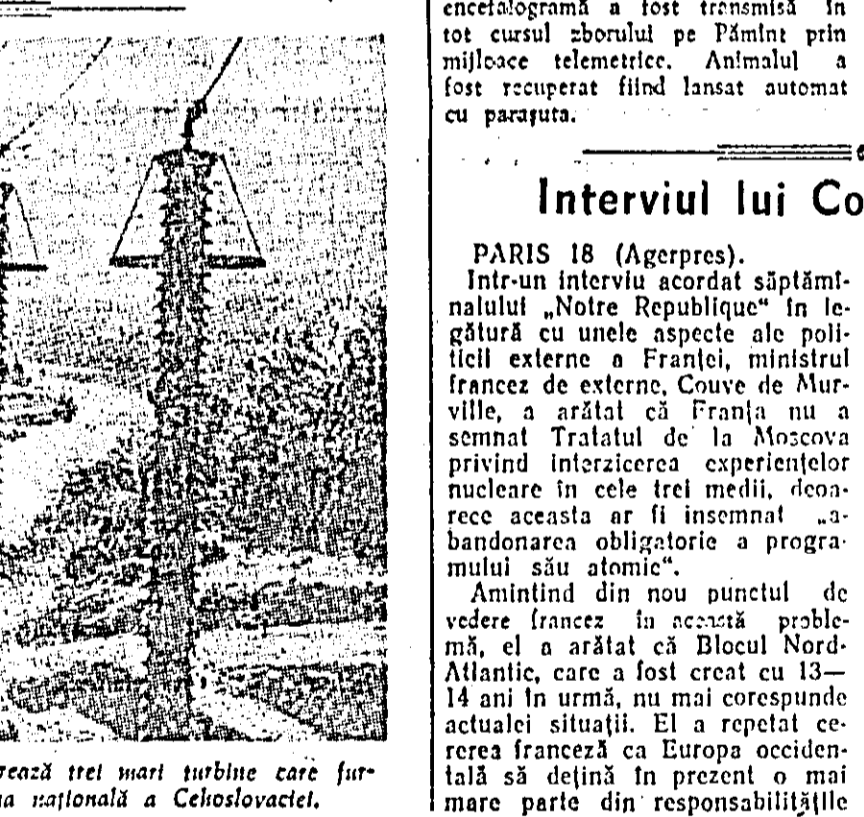 encefalogramă a fost transmisă în
tot cursul zborului pe Pămînt prin
mijloace telemetrice. Animalul a
fost recuperat fiind lansat automat
cu parașuta.
Interviul lui Co
PARIS 18 (Agerpres).
Intr-un interviu acordat săptămî-
nalului „Notre Republique“ în le-
gătură cu unele aspecte ale poli-
ticii externe a Franței, ministrul
francez de externe, Couve de Mur-
ville, a arătat că Franța nu a
semnat Tratatul de la Moscova
privind interzicerea experiențelor
nucleare în cele trei medii, deoa-
rece aceasta ar fi însemnat „a-
bandonarea obligatorie a progra-
mului său atomic“.
Amintind din nou punctul de
vedere francez în această proble-
mă, el a arătat că Blocul Nord-
Atlantic, care a fost creat cu 13—
14 ani în urmă, nu mai corespunde
actualei situații. El a repetat ce-
rerea franceză ca Europa occiden-
tală să dețină în prezent o mai
mare parte din responsabilitățile
rează trei mari turbine care fur-
na națională a Cehoslovaciei.